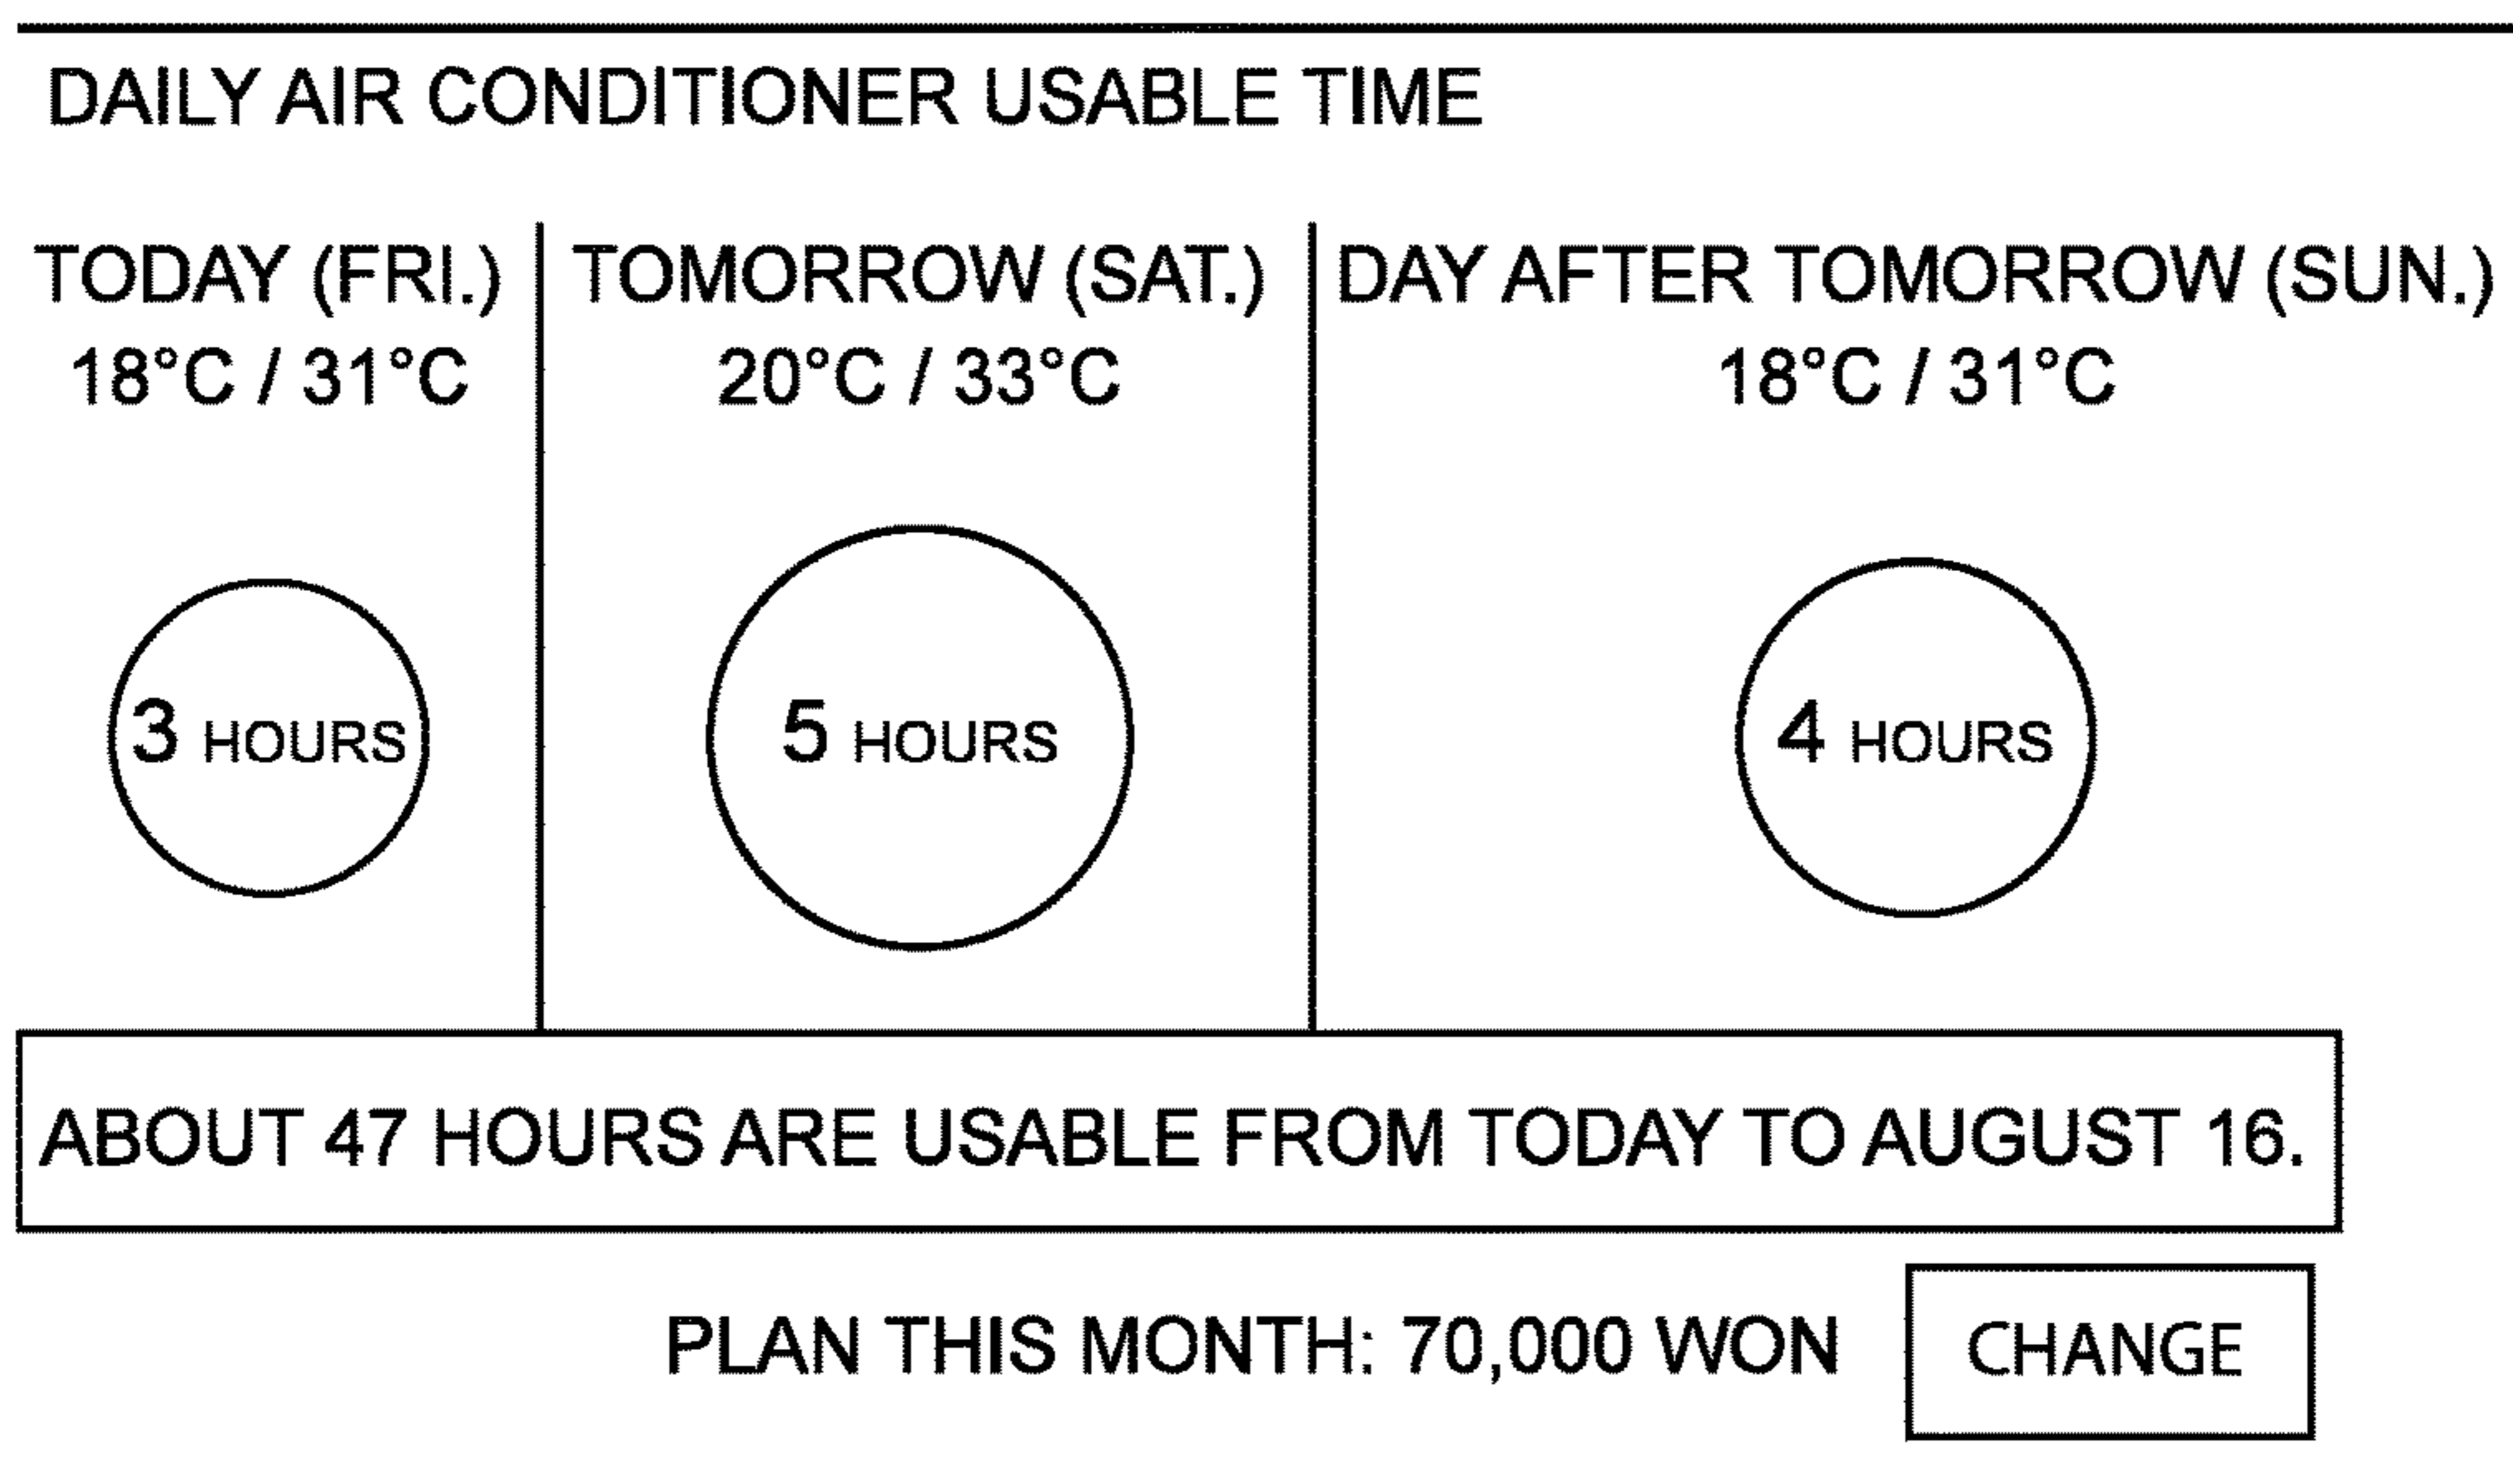 DAILY AIR CONDITIONER USABLE TIME
TODAY (FRI.)
18°C / 31°C
3 HOURS
TOMORROW (SAT.)
20°C / 33°C
5 HOURS
DAY AFTER TOMORROW (SUN.)
18°C / 31°C
4 HOURS
ABOUT 47 HOURS ARE USABLE FROM TODAY TO AUGUST 16.
PLAN THIS MONTH: 70,000 WON
CHANGE